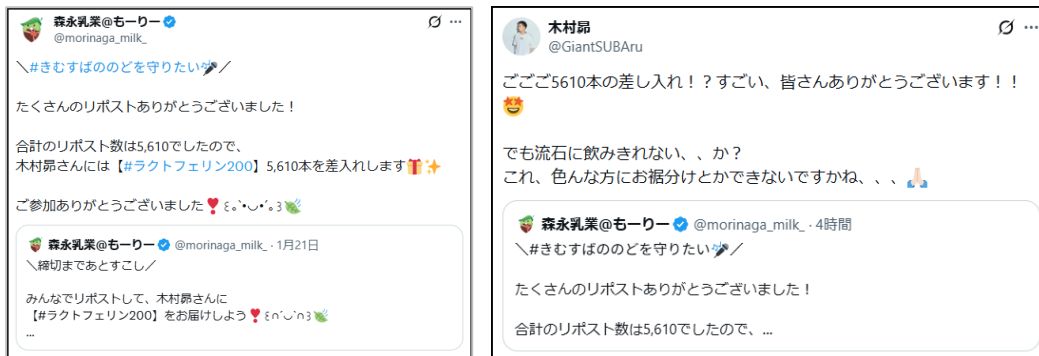 森永乳業@もーりー
@morinaga_milk_
＼#きむすばののどを守りたい🎤／
たくさんのリポストありがとうございました！
合計のリポスト数は5,610でしたので、
木村昴さんには【#ラクトフェリン200】5,610本を差入れします🎁✨
ご参加ありがとうございました❣️꒰｡`•◡•´｡꒱🍃
森永乳業@もーりー @morinaga_milk_ · 1月21日
＼締切まであとすこし／
みんなでリポストして、木村昴さんに
【#ラクトフェリン200】をお届けしよう❣️꒰∩´◡`∩꒱🍃
...
木村昴
@GiantSUBAru
ごごご5610本の差し入れ！？すごい、皆さんありがとうございます！！
🤩
でも流石に飲みきれない、、か？
これ、色んな方にお裾分けとかできないですかね、、、🙏🏻
森永乳業@もーりー @morinaga_milk_ · 4時間
＼#きむすばののどを守りたい🎤／
たくさんのリポストありがとうございました！
合計のリポスト数は5,610でしたので、...